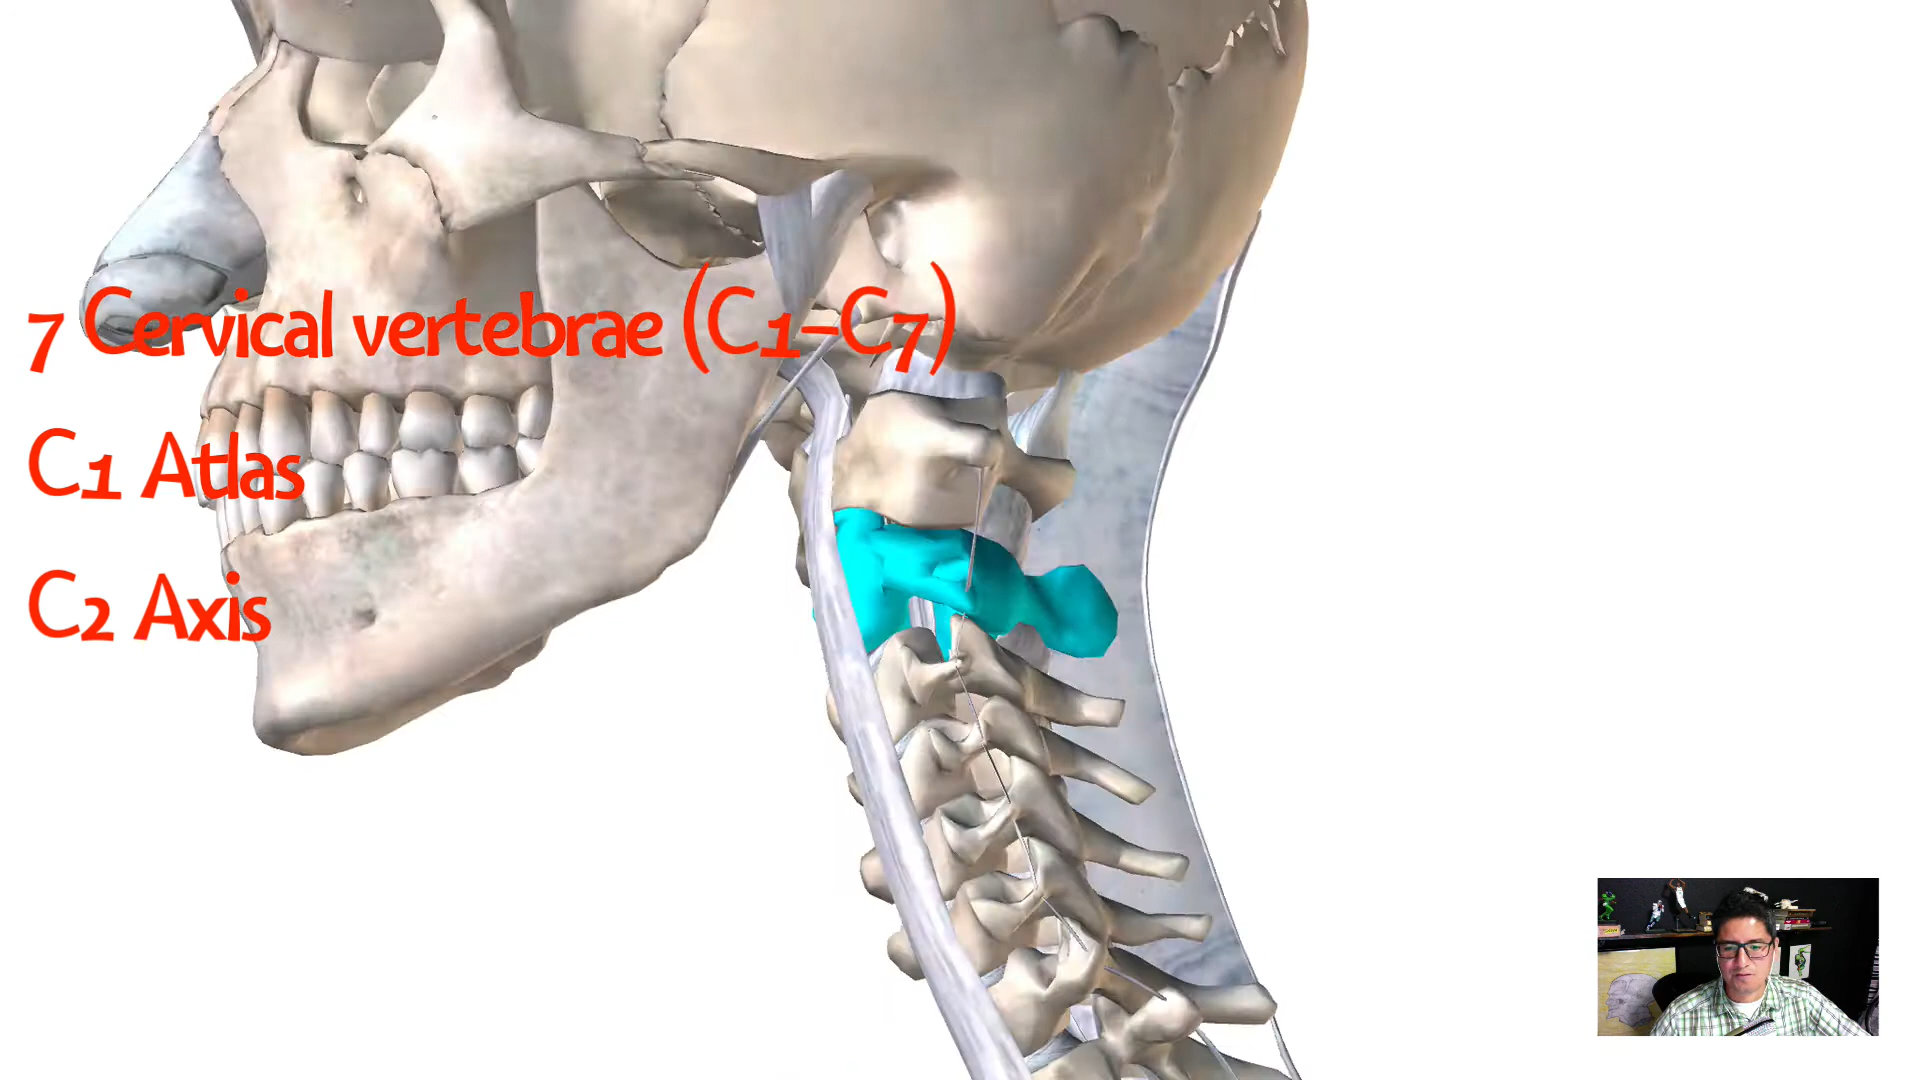 7 Cervical vertebrae (C1-C7)
C1 Atlas
C2 Axis